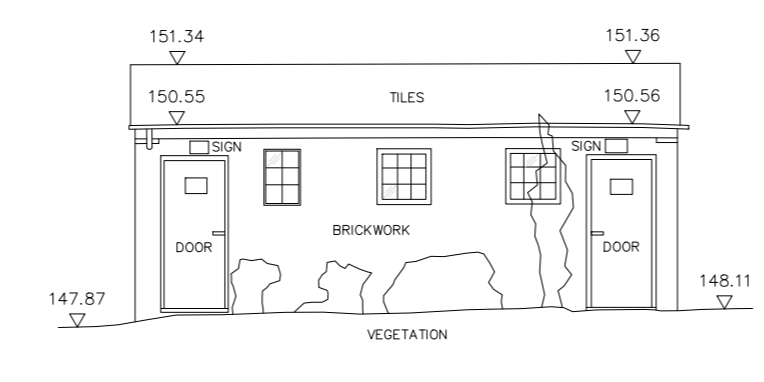 151.34
151.36
150.55
TILES
150.56
SIGN
SIGN
BRICKWORK
DOOR
DOOR
147.87
148.11
VEGETATION